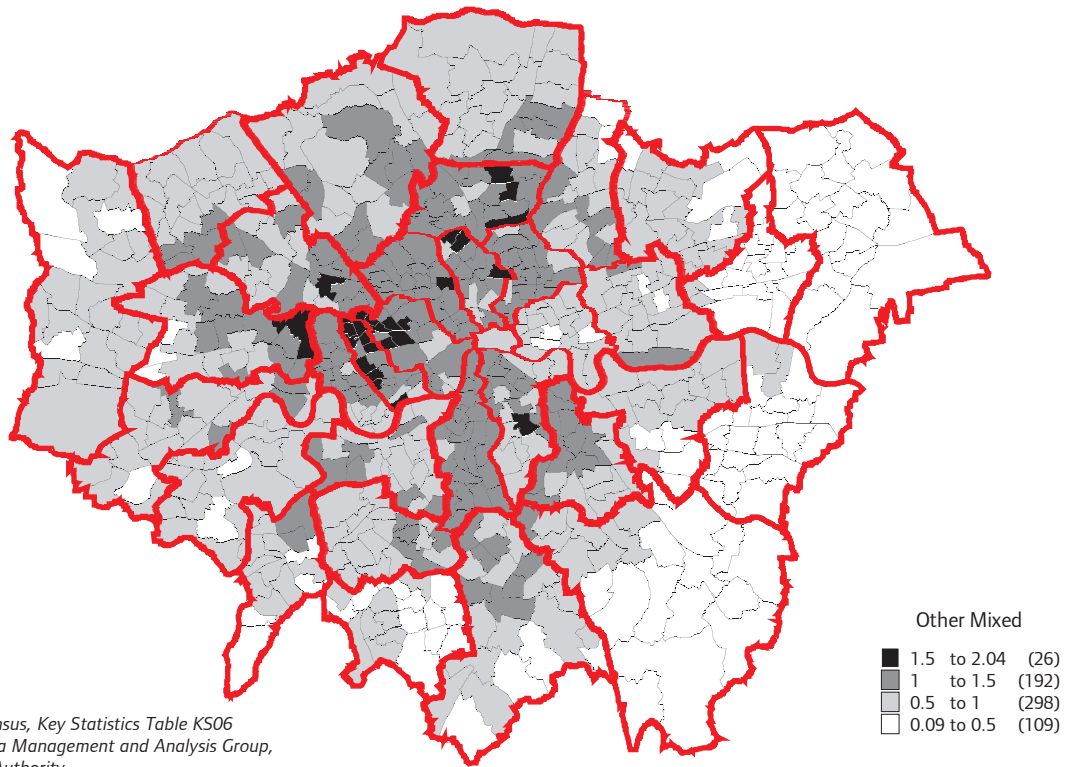 Other Mixed
1.5 to 2.04 (26)
1 to 1.5 (192)
0.5 to 1 (298)
0.09 to 0.5 (109)
nsus, Key Statistics Table KS06
a Management and Analysis Group,
Authority